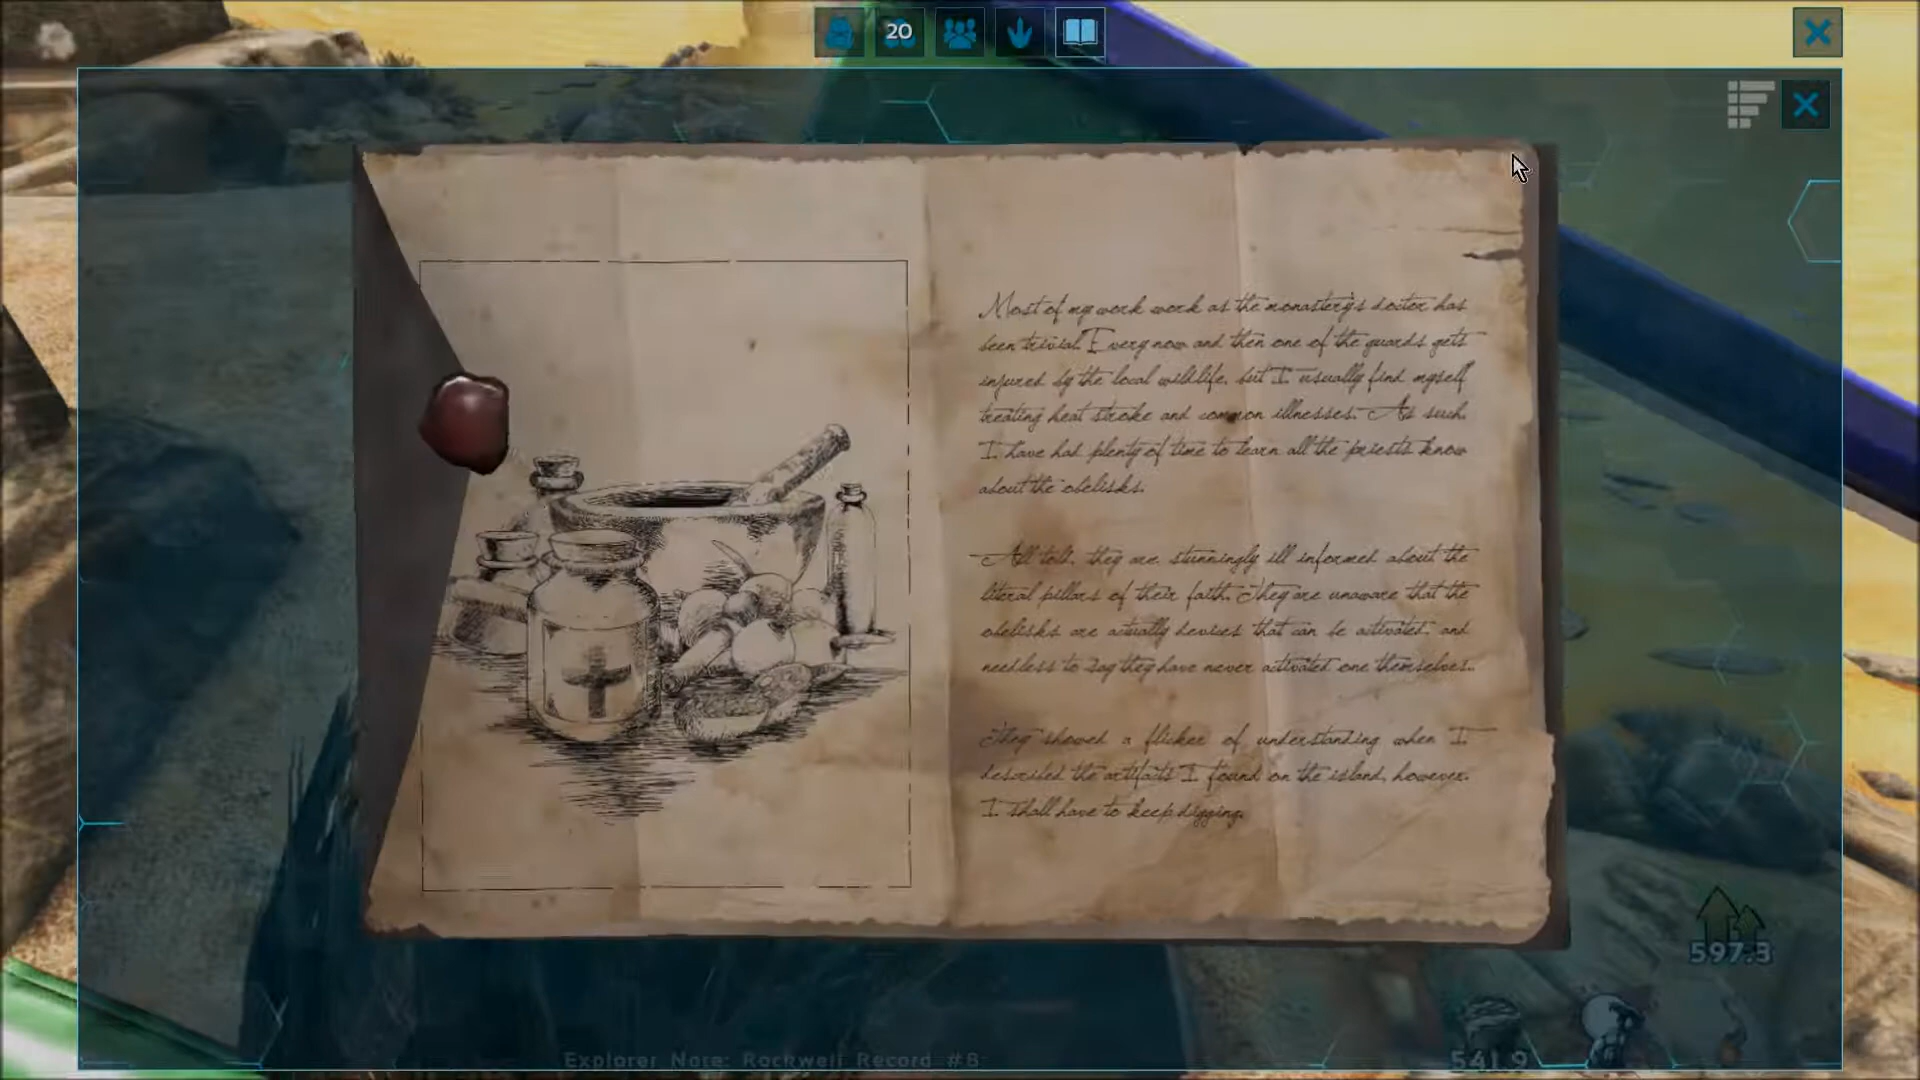 20
Most of my work work as the monastery's doctor has
been trivial. Every now and then one of the guards gets
injured by the local wildlife, but I usually find myself
treating heat stroke and common illnesses. As such,
I have had plenty of time to learn all the priests know
about the obelisks.
All told, they are stunningly ill informed about the
literal pillars of their faith. They are unaware that the
obelisks are actually devices that can be activated, and
needless to say they have never activated one themselves.
They showed a flicker of understanding when I
described the artifacts I found on the island, however.
I shall have to keep digging.
597.3
Explorer Note: Rockwell Record #8
541.9